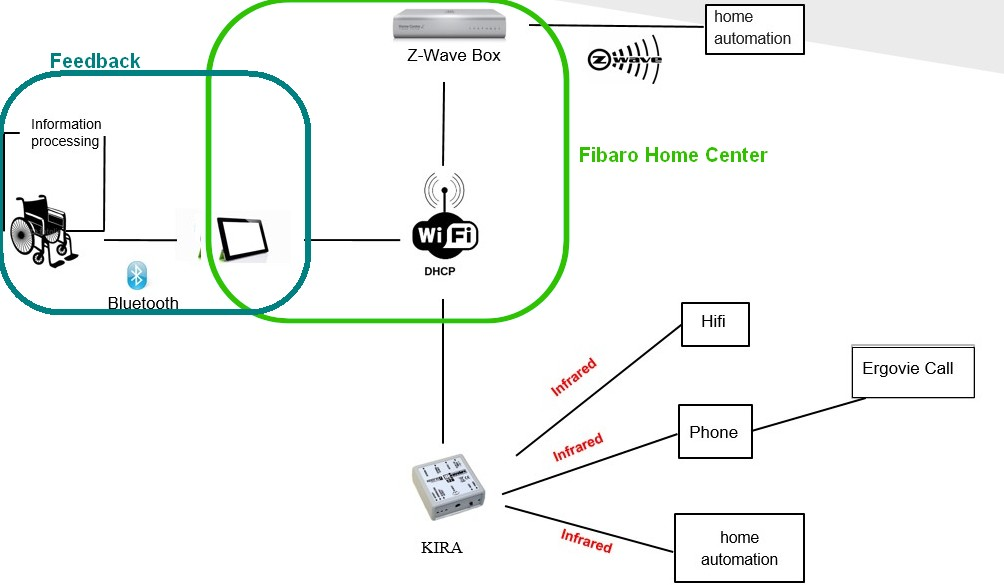 home
automation
Z-Wave Box
Z wave
Feedback
Information
processing
Fibaro Home Center
Wi Fi
DHCP
Bluetooth
Hifi
Infrared
Ergovie Call
Infrared
Phone
KIRA
Infrared
home
automation